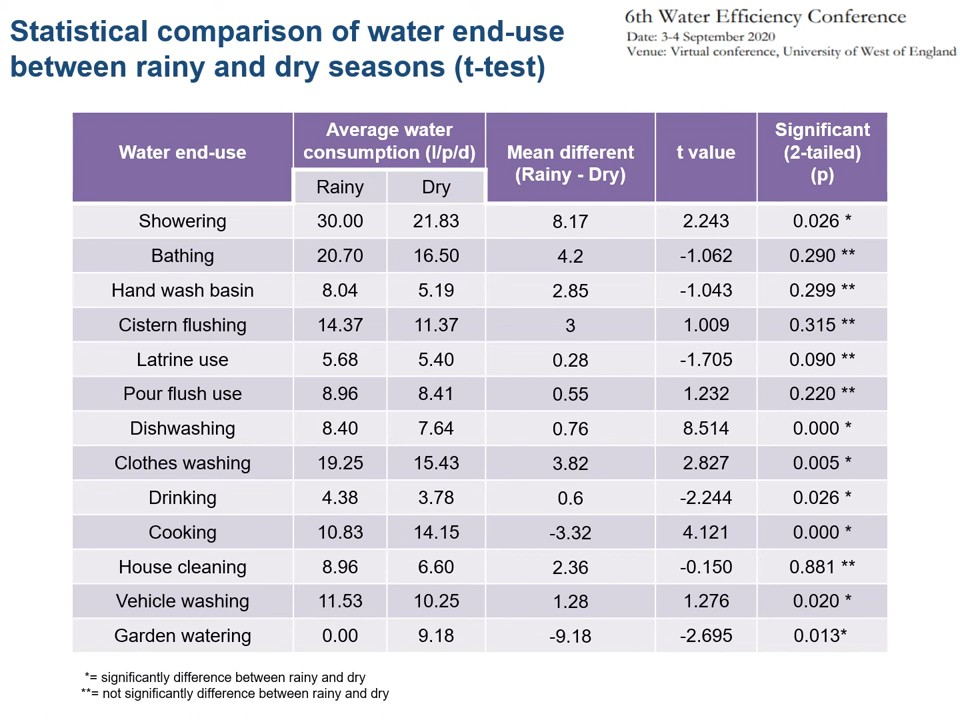 Statistical comparison of water end-use
between rainy and dry seasons (t-test)
6th Water Efficiency Conference
Date: 3-4 September 2020
Venue: Virtual conference, University of West of England
Water end-use
Average water
consumption (l/p/d)
Mean different
(Rainy - Dry)
t value
Significant
(2-tailed)
(p)
Rainy Dry
Showering 30.00 21.83 8.17 2.243 0.026 *
Bathing 20.70 16.50 4.2 -1.062 0.290 **
Hand wash basin 8.04 5.19 2.85 -1.043 0.299 **
Cistern flushing 14.37 11.37 3 1.009 0.315 **
Latrine use 5.68 5.40 0.28 -1.705 0.090 **
Pour flush use 8.96 8.41 0.55 1.232 0.220 **
Dishwashing 8.40 7.64 0.76 8.514 0.000 *
Clothes washing 19.25 15.43 3.82 2.827 0.005 *
Drinking 4.38 3.78 0.6 -2.244 0.026 *
Cooking 10.83 14.15 -3.32 4.121 0.000 *
House cleaning 8.96 6.60 2.36 -0.150 0.881 **
Vehicle washing 11.53 10.25 1.28 1.276 0.020 *
Garden watering 0.00 9.18 -9.18 -2.695 0.013*
*= significantly difference between rainy and dry
**= not significantly difference between rainy and dry